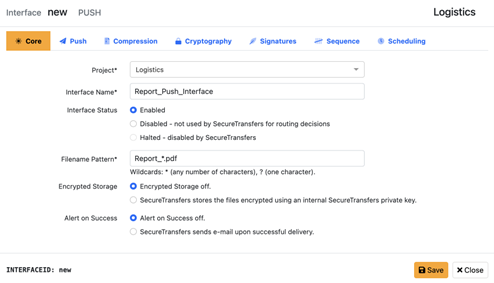 Interface new PUSH Logistics
Core Push Compression Cryptography Signatures Sequence Scheduling
Project* Logistics
Interface Name* Report_Push_Interface
Interface Status Enabled
Disabled - not used by SecureTransfers for routing decisions
Halted - disabled by SecureTransfers
Filename Pattern* Report_*.pdf
Wildcards: * (any number of characters), ? (one character).
Encrypted Storage Encrypted Storage off.
SecureTransfers stores the files encrypted using an internal SecureTransfers private key.
Alert on Success Alert on Success off.
SecureTransfers sends e-mail upon successful delivery.
INTERFACEID: new Save Close